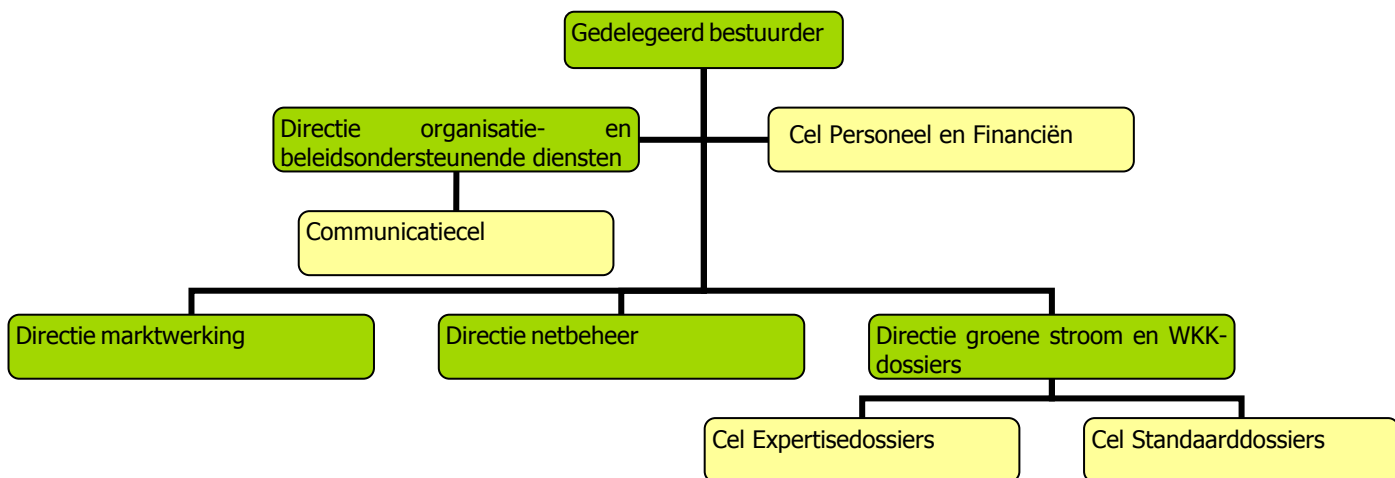 Gedelegeerd bestuurder
Directie organisatie- en
beleidsondersteunende diensten
Cel Personeel en Financiën
Communicatiecel
Directie marktwerking
Directie netbeheer
Directie groene stroom en WKK-
dossiers
Cel Expertisedossiers
Cel Standaarddossiers